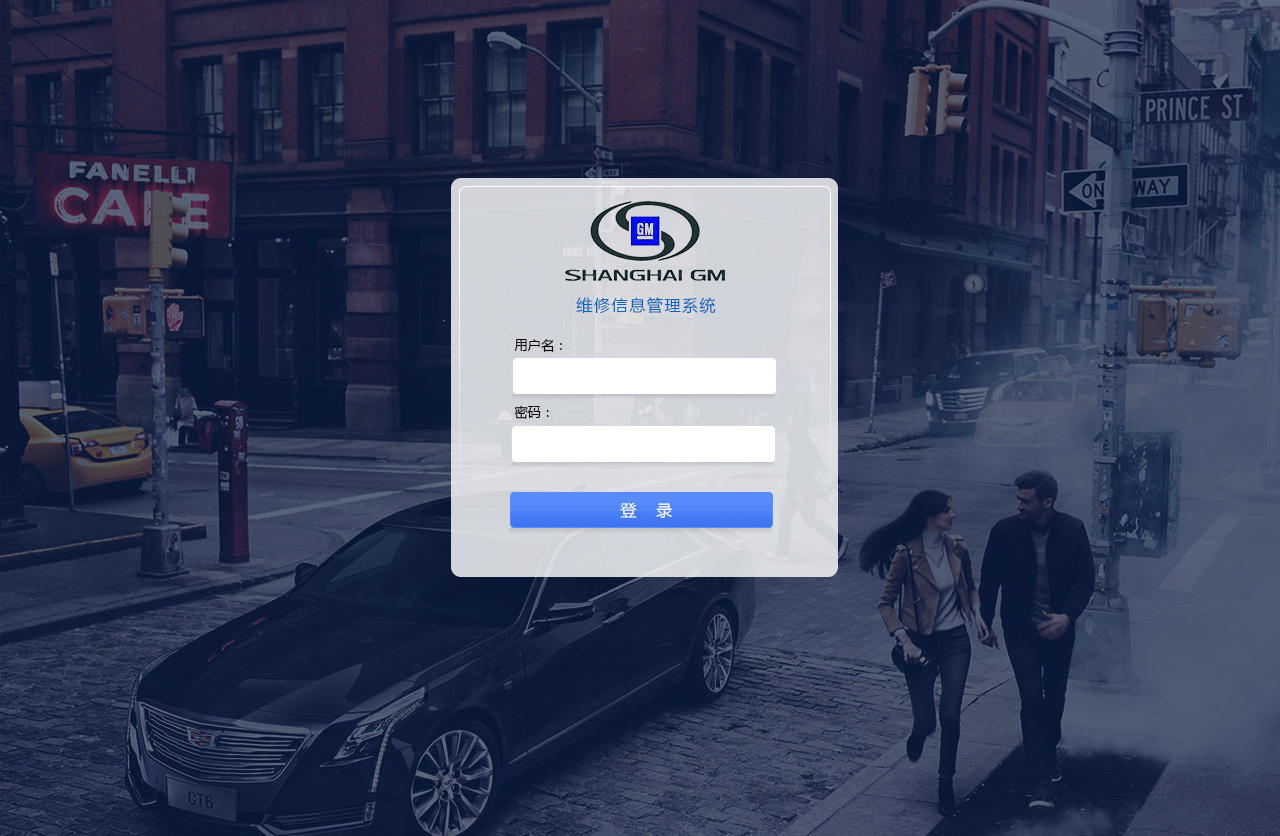 PRINCE ST
FANELLI
CAFE
ONE WAY
GM
SHANGHAI GM
维修信息管理系统
用户名：
密码：
登 录
CT6